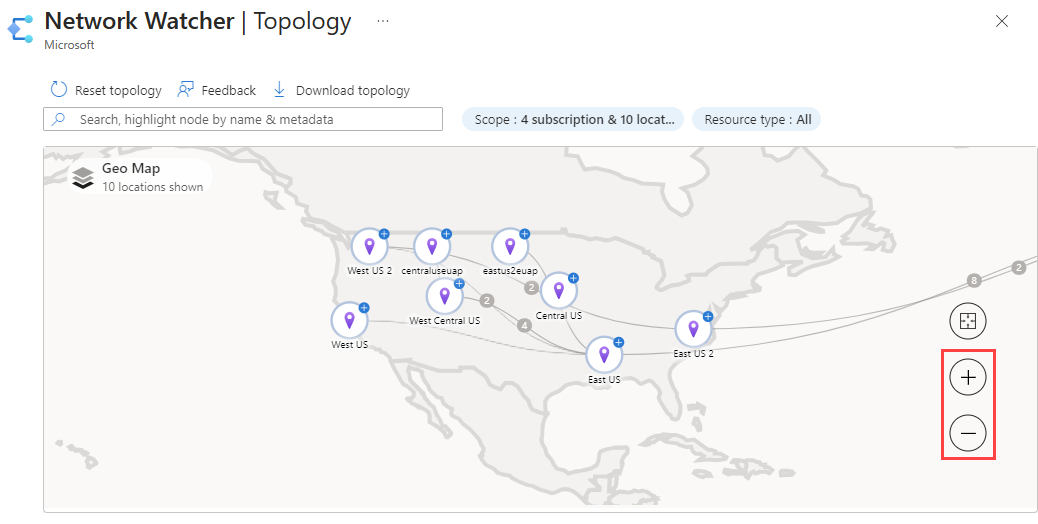 Network Watcher | Topology ...
Microsoft
Reset topology Feedback Download topology
Search, highlight node by name & metadata
Scope : 4 subscription & 10 locat...
Resource type : All
Geo Map
10 locations shown
West US 2
centraluseuap
eastus2euap
2
8
2
2
West Central US
Central US
4
West US
East US 2
East US